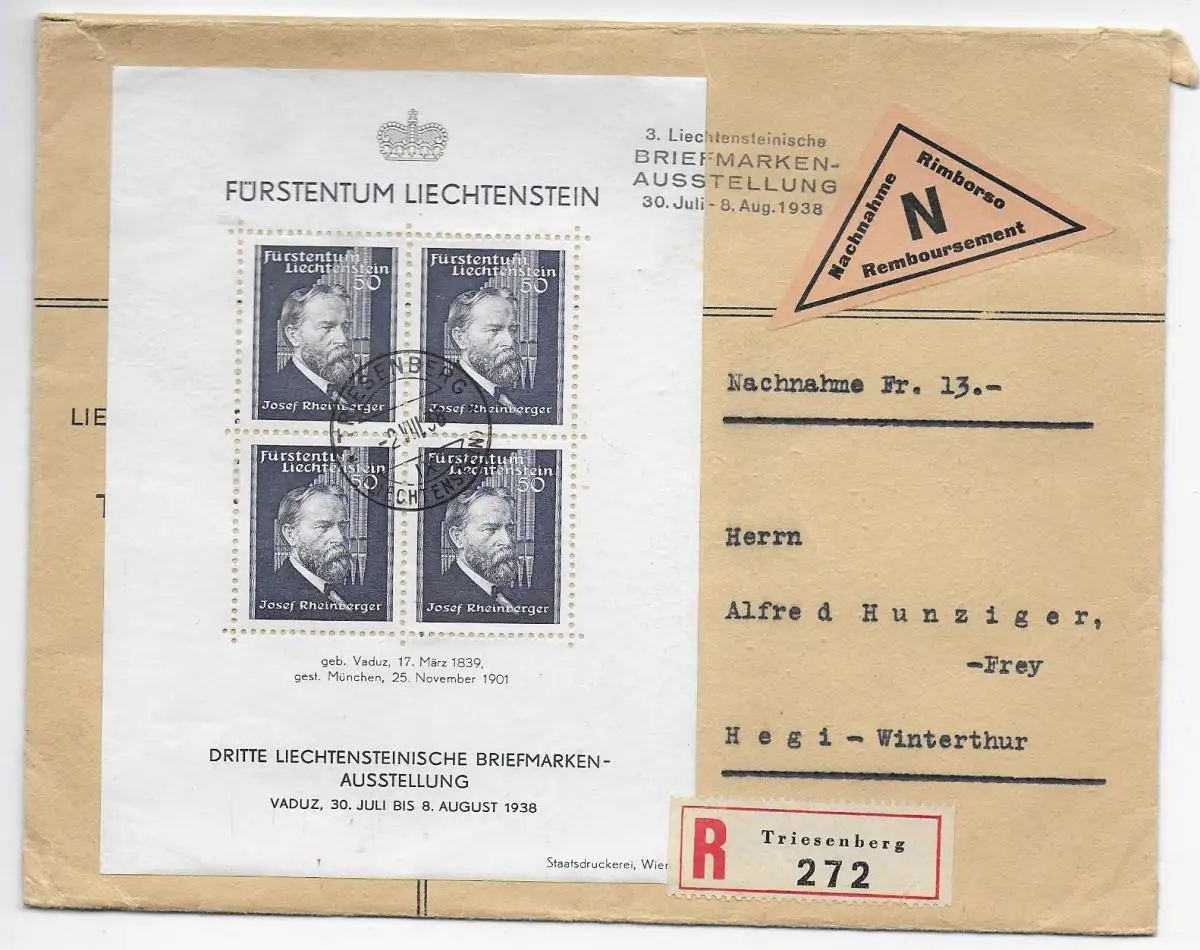 FÜRSTENTUM LIECHTENSTEIN
3. Liechtensteinische
BRIEFMARKEN-
AUSSTELLUNG
30. Juli - 8. Aug. 1938
Nachnahme
N
Rimborso
Remboursement
Fürstentum
Liechtenstein
50
Josef Rheinberger
Fürstentum
Liechtenstein
50
Josef Rheinberger
TRIESENBERG
LIECHTENSTEIN
Fürstentum
Liechtenstein
50
Josef Rheinberger
Fürstentum
Liechtenstein
50
Josef Rheinberger
geb. Vaduz, 17. März 1839,
gest. München, 25. November 1901
DRITTE LIECHTENSTEINISCHE BRIEFMARKEN-
AUSSTELLUNG
VADUZ, 30. JULI BIS 8. AUGUST 1938
Staatsdruckerei, Wien
LIE
T
Nachnahme Fr. 13.-
Herrn
Alfred Hunziger,
-Frey
Hegi - Winterthur
R
Triesenberg
272